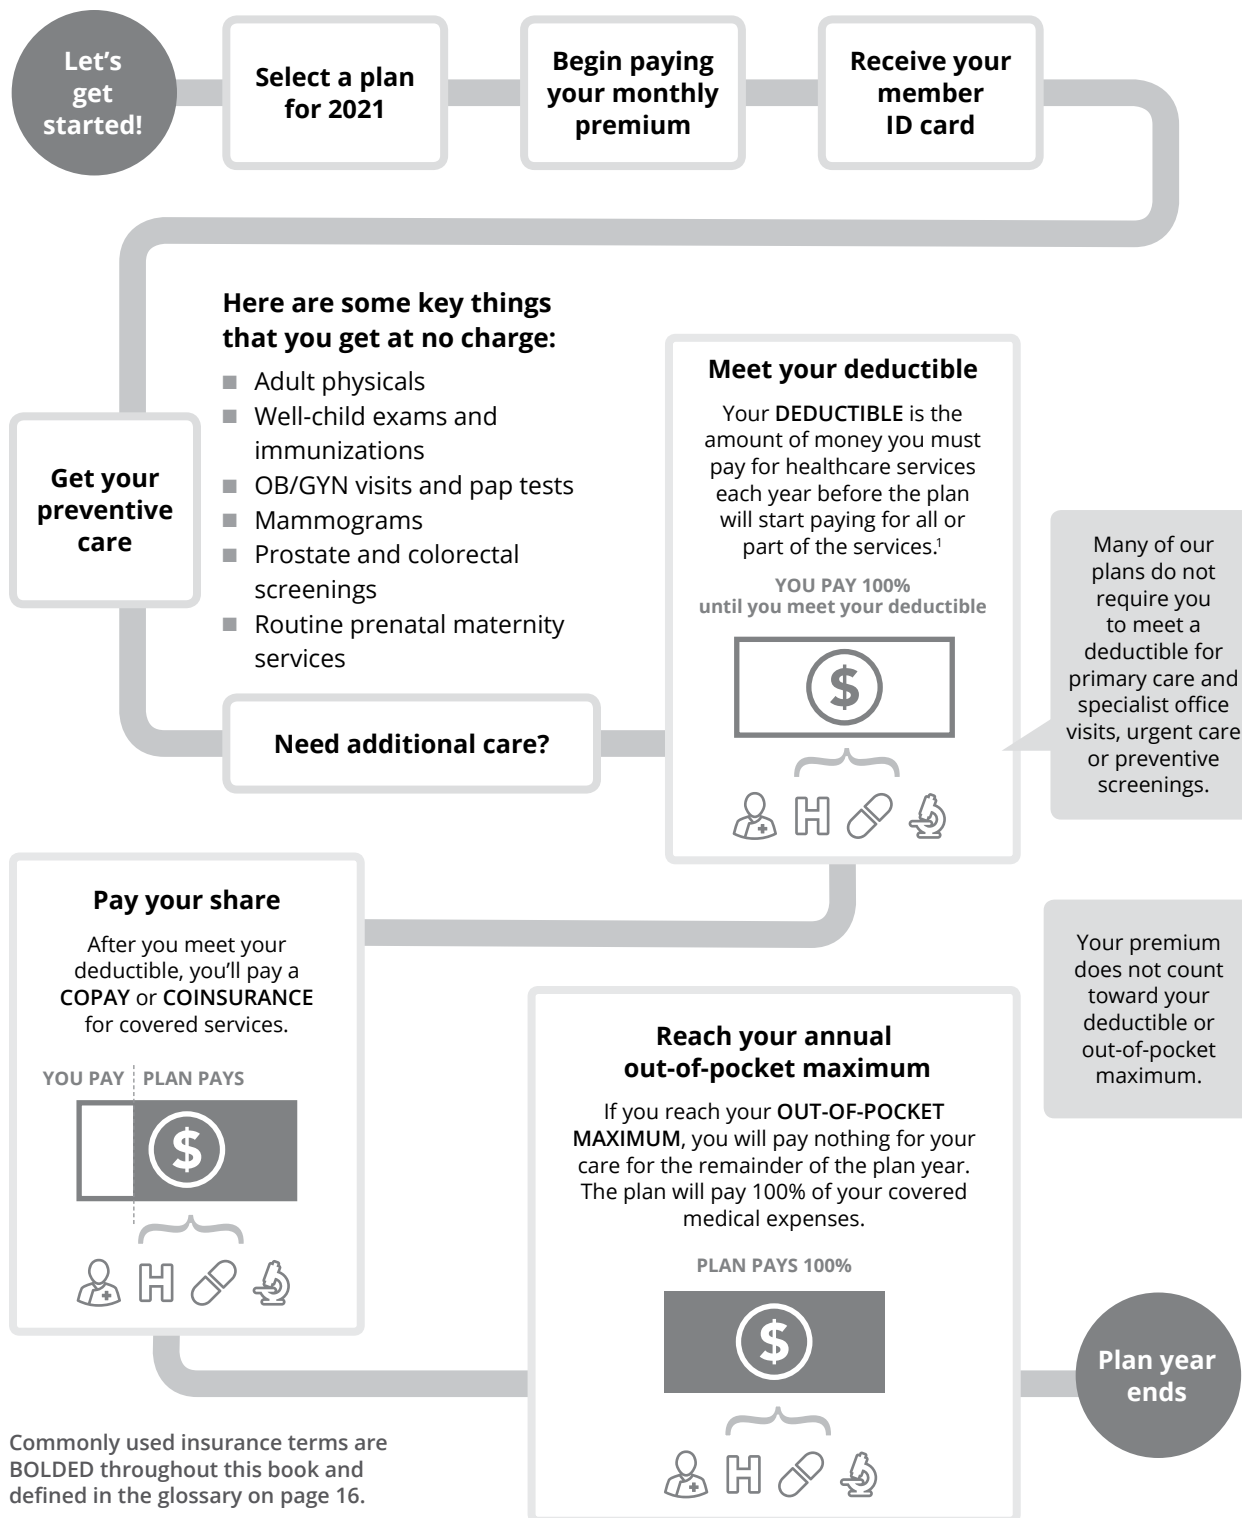 Let's
get
started!
Select a plan
for 2021
Begin paying
your monthly
premium
Receive your
member
ID card
Get your
preventive
care
Here are some key things
that you get at no charge:
■ Adult physicals
■ Well-child exams and
immunizations
■ OB/GYN visits and pap tests
■ Mammograms
■ Prostate and colorectal
screenings
■ Routine prenatal maternity
services
Need additional care?
Meet your deductible
Your DEDUCTIBLE is the
amount of money you must
pay for healthcare services
each year before the plan
will start paying for all or
part of the services.¹
YOU PAY 100%
until you meet your deductible
$
H
Many of our
plans do not
require you
to meet a
deductible for
primary care and
specialist office
visits, urgent care
or preventive
screenings.
Pay your share
After you meet your
deductible, you'll pay a
COPAY or COINSURANCE
for covered services.
YOU PAY PLAN PAYS
$
H
Your premium
does not count
toward your
deductible or
out-of-pocket
maximum.
Reach your annual
out-of-pocket maximum
If you reach your OUT-OF-POCKET
MAXIMUM, you will pay nothing for your
care for the remainder of the plan year.
The plan will pay 100% of your covered
medical expenses.
PLAN PAYS 100%
$
H
Plan year
ends
Commonly used insurance terms are
BOLDED throughout this book and
defined in the glossary on page 16.